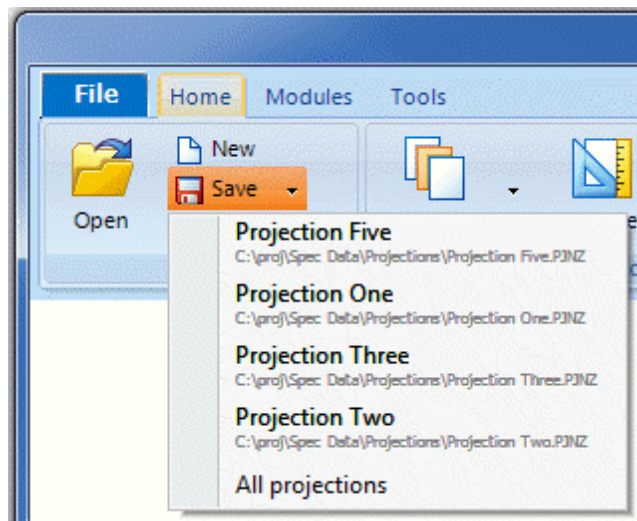 File Home Modules Tools
New
Save
Open
Projection Five
C:\proj\Spec Data\Projections\Projection Five.PJNZ
Projection One
C:\proj\Spec Data\Projections\Projection One.PJNZ
Projection Three
C:\proj\Spec Data\Projections\Projection Three.PJNZ
Projection Two
C:\proj\Spec Data\Projections\Projection Two.PJNZ
All projections